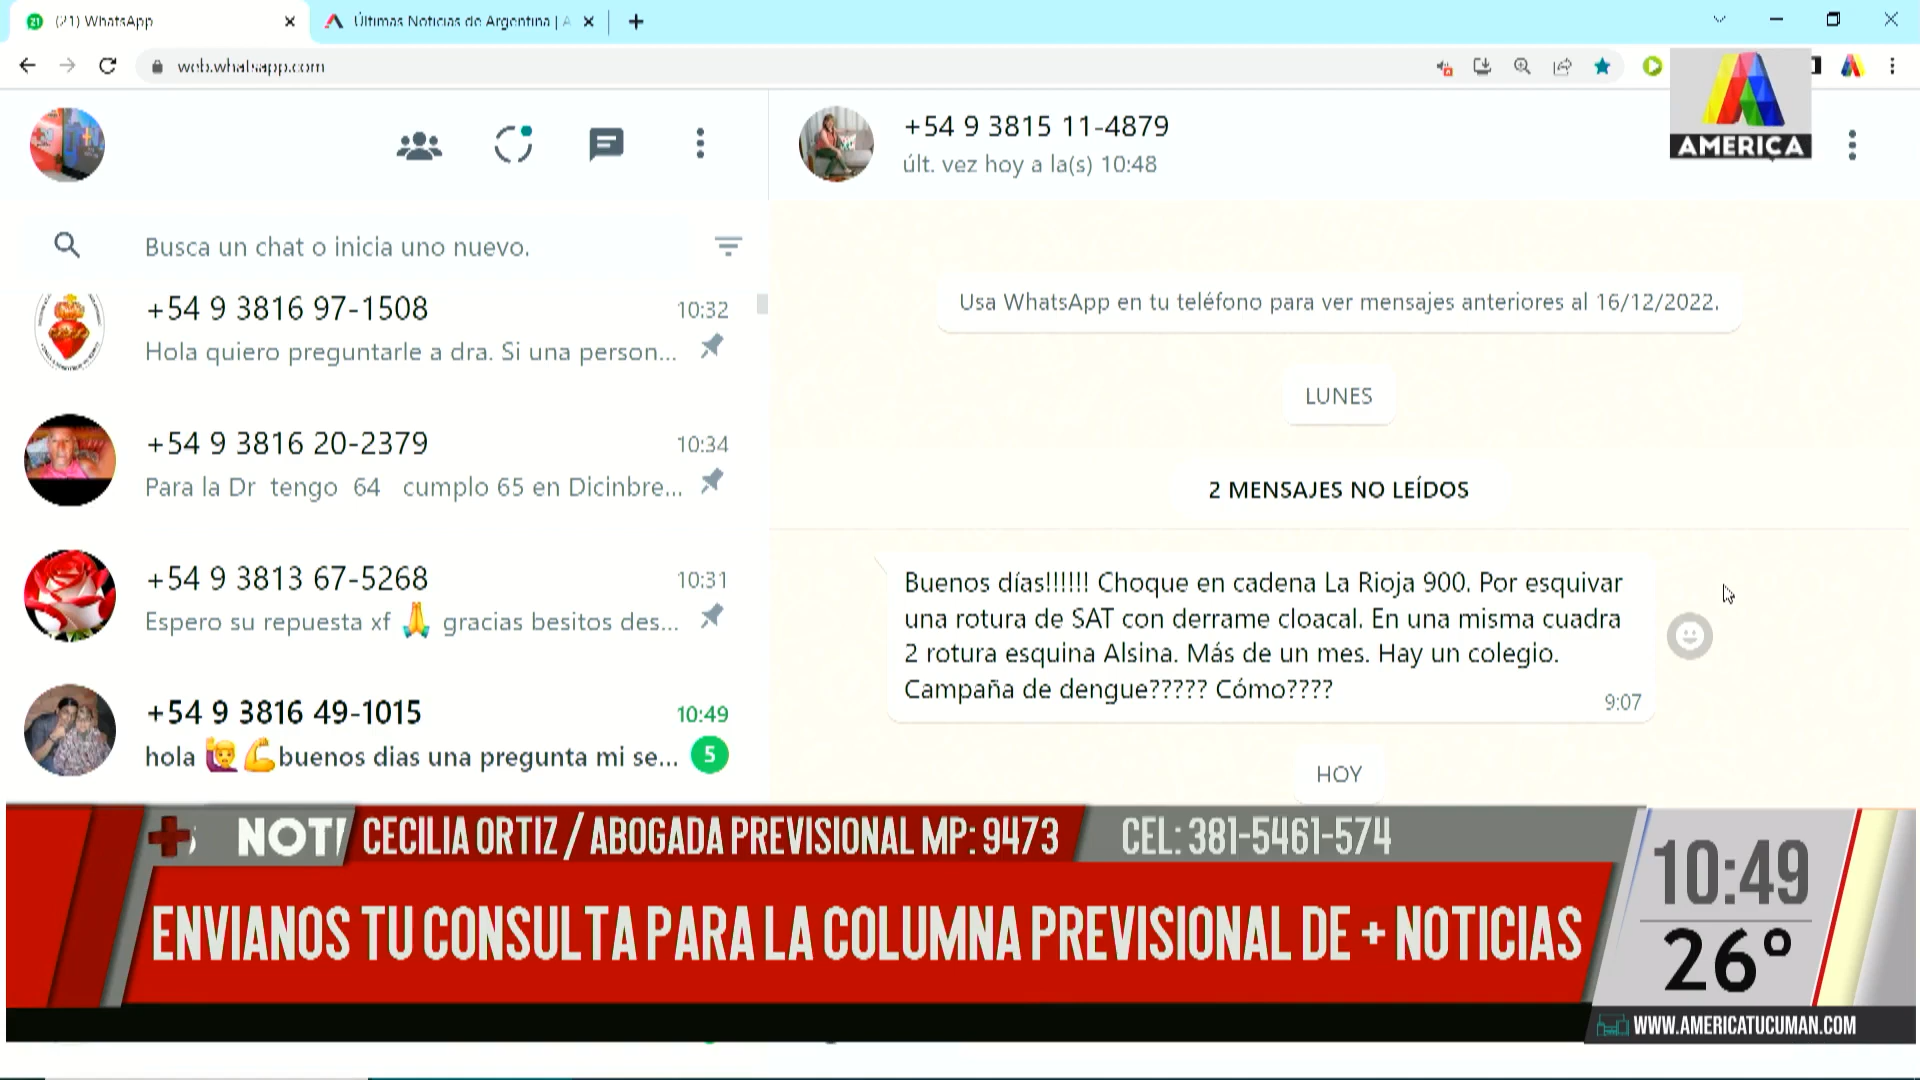 (21) WhatsApp
Últimas Noticias de Argentina | A
web.whatsapp.com
+54 9 3815 11-4879
últ. vez hoy a la(s) 10:48
AMERICA
Busca un chat o inicia uno nuevo.
+54 9 3816 97-1508
10:32
Hola quiero preguntarle a dra. Si una person...
+54 9 3816 20-2379
10:34
Para la Dr tengo 64 cumplo 65 en Dicinbre...
+54 9 3813 67-5268
10:31
Espero su repuesta xf 🙏 gracias besitos des...
+54 9 3816 49-1015
10:49
hola 🙋💪buenos dias una pregunta mi se...
5
Usa WhatsApp en tu teléfono para ver mensajes anteriores al 16/12/2022.
LUNES
2 MENSAJES NO LEÍDOS
Buenos días!!!!!! Choque en cadena La Rioja 900. Por esquivar
una rotura de SAT con derrame cloacal. En una misma cuadra
2 rotura esquina Alsina. Más de un mes. Hay un colegio.
Campaña de dengue????? Cómo????
9:07
HOY
NOTI
CECILIA ORTIZ / ABOGADA PREVISIONAL MP: 9473
CEL: 381-5461-574
ENVIANOS TU CONSULTA PARA LA COLUMNA PREVISIONAL DE + NOTICIAS
10:49
26°
WWW.AMERICATUCUMAN.COM